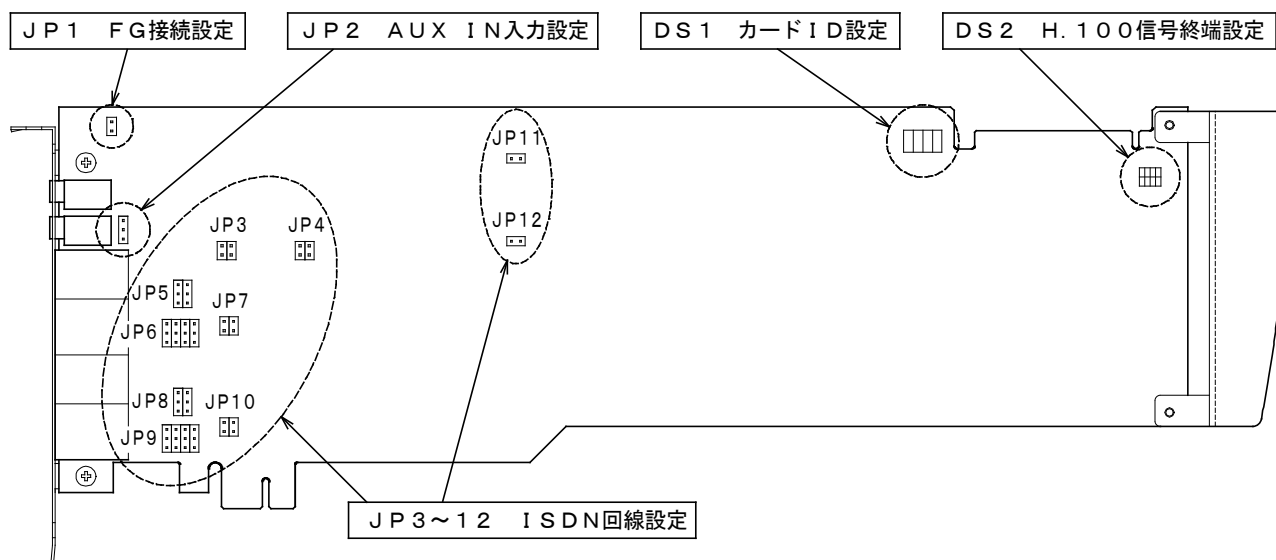 JP1 FG接続設定
JP2 AUX IN入力設定
DS1 カードID設定
DS2 H.100信号終端設定
JP11
JP12
JP3
JP4
JP5
JP7
JP6
JP8
JP10
JP9
JP3~12 ISDN回線設定